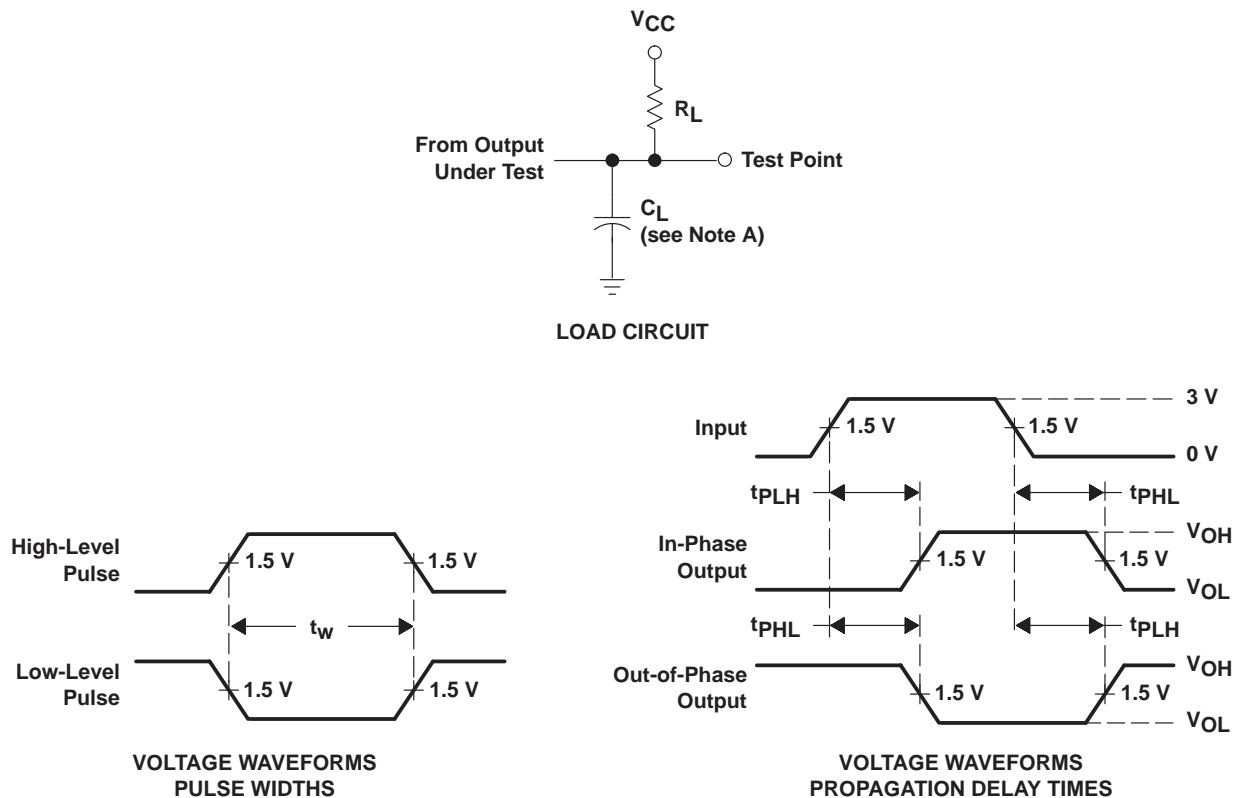 VCC
RL
From Output
Under Test
Test Point
CL
(see Note A)
LOAD CIRCUIT
High-Level
Pulse
1.5 V
1.5 V
tw
Low-Level
Pulse
1.5 V
1.5 V
VOLTAGE WAVEFORMS
PULSE WIDTHS
Input
1.5 V
1.5 V
3 V
0 V
tPLH
tPHL
In-Phase
Output
1.5 V
1.5 V
VOH
VOL
tPHL
tPLH
Out-of-Phase
Output
1.5 V
1.5 V
VOH
VOL
VOLTAGE WAVEFORMS
PROPAGATION DELAY TIMES